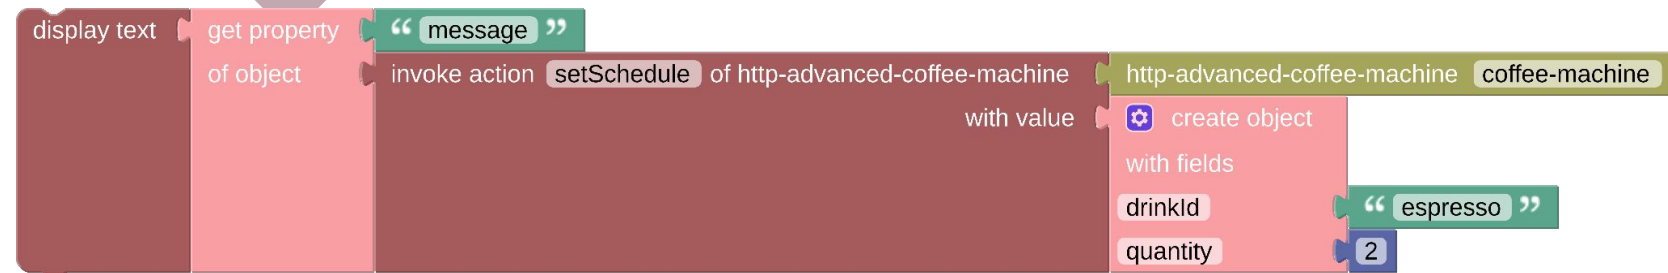 display text get property “ message ”
of object invoke action setSchedule of http-advanced-coffee-machine http-advanced-coffee-machine coffee-machine
with value create object
with fields
drinkId “ espresso ”
quantity 2